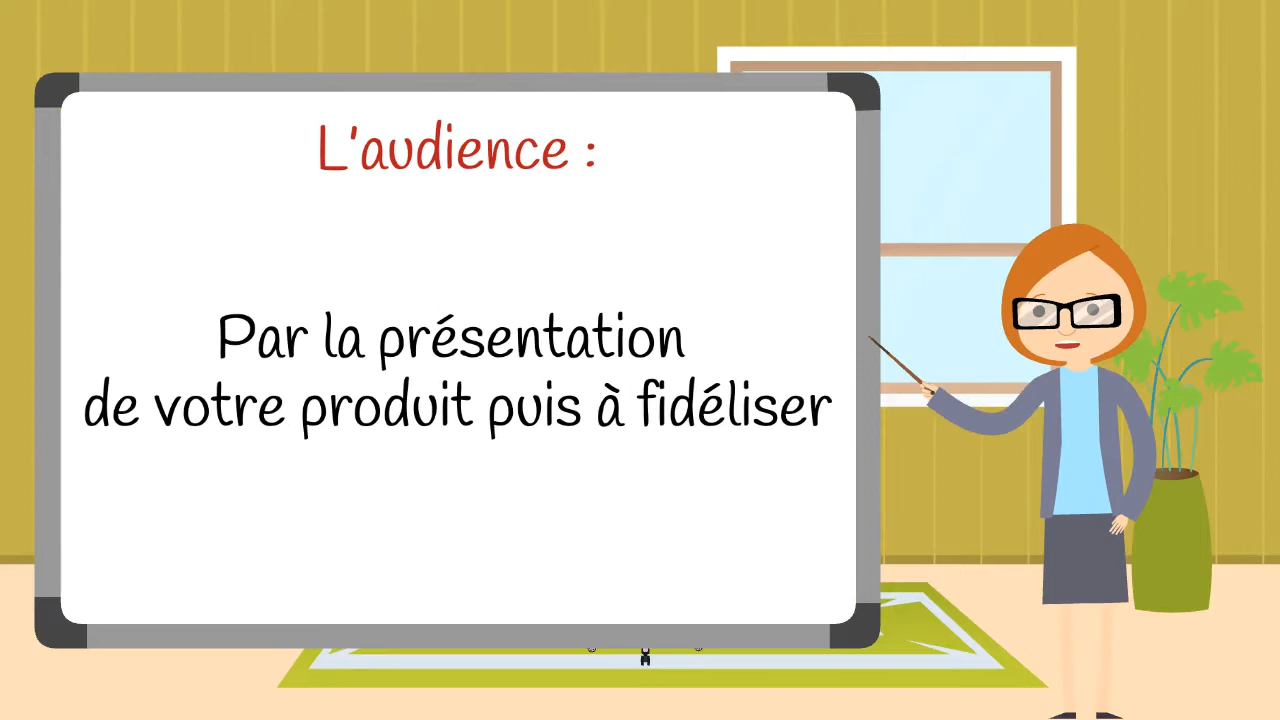 L'audience :
Par la présentation
de votre produit puis à fidéliser